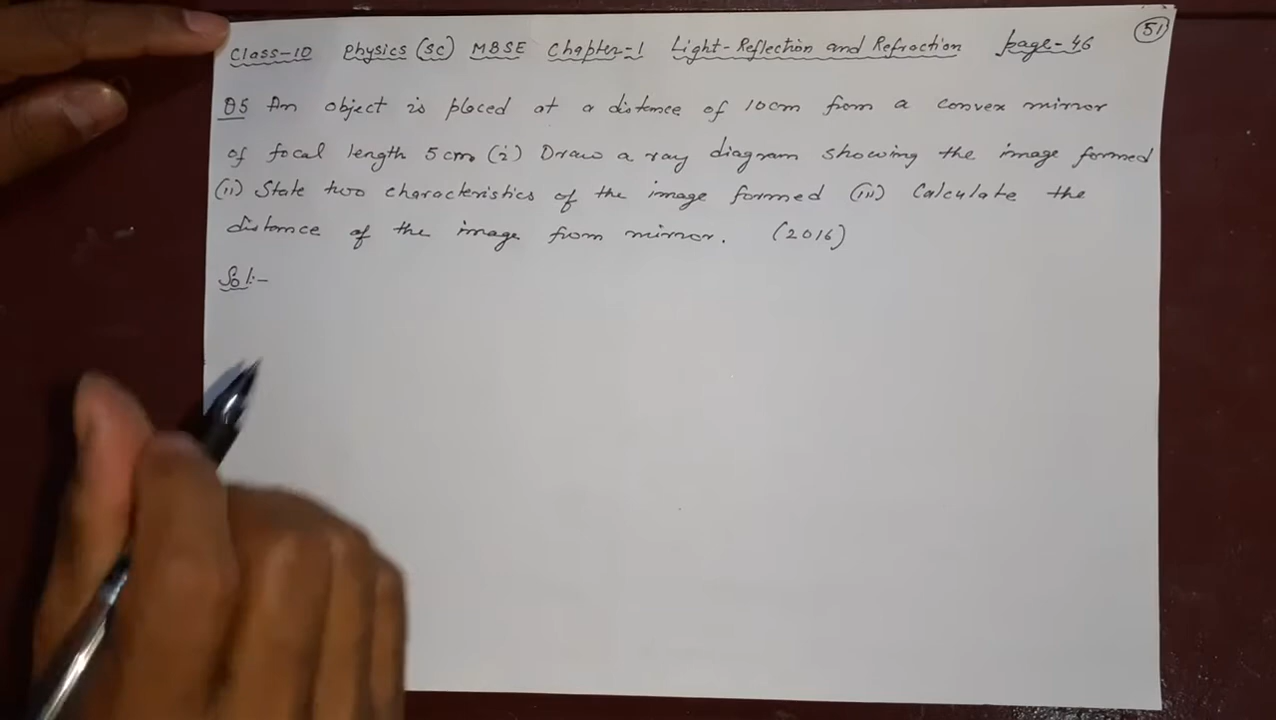 51
Class-10 Physics (SC) MBSE Chapter-1 Light-Reflection and Refraction page-46
Q5 An object is placed at a distance of 10cm from a convex mirror
of focal length 5cm (i) Draw a ray diagram showing the image formed
(ii) State two characteristics of the image formed (iii) Calculate the
distance of the image from mirror. (2016)
Sol:-